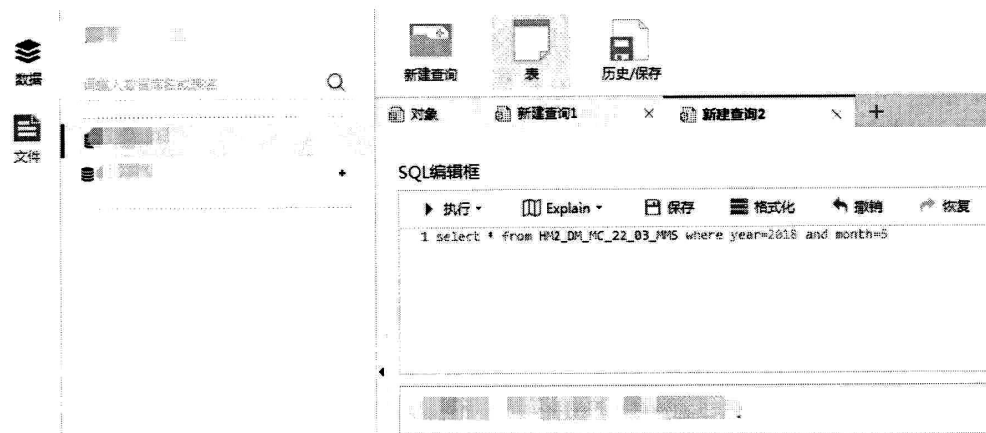 数据
文件
新建查询
表
历史/保存
对象
新建查询1
×
新建查询2
×
+
SQL编辑框
执行
Explain
保存
格式化
撤销
恢复
1 select * from HM2_DM_MC_22_03_MMS where year=2018 and month=5